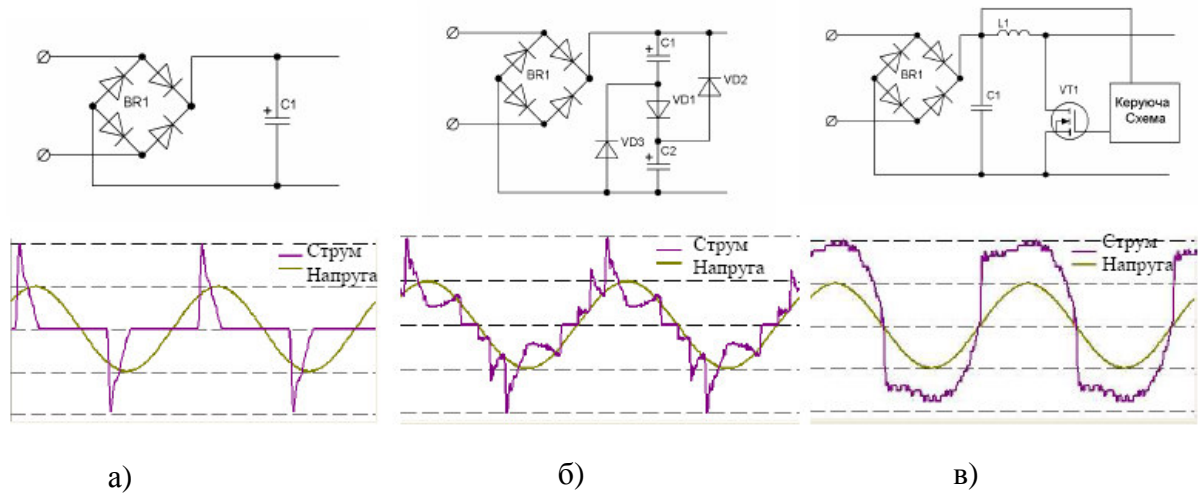 BR1
+
C1
BR1
+
C1
VD1
VD2
VD3
+
C2
BR1
C1
L1
VT1
Керуюча
Схема
Струм
Напруга
Струм
Напруга
Струм
Напруга
а)
б)
в)